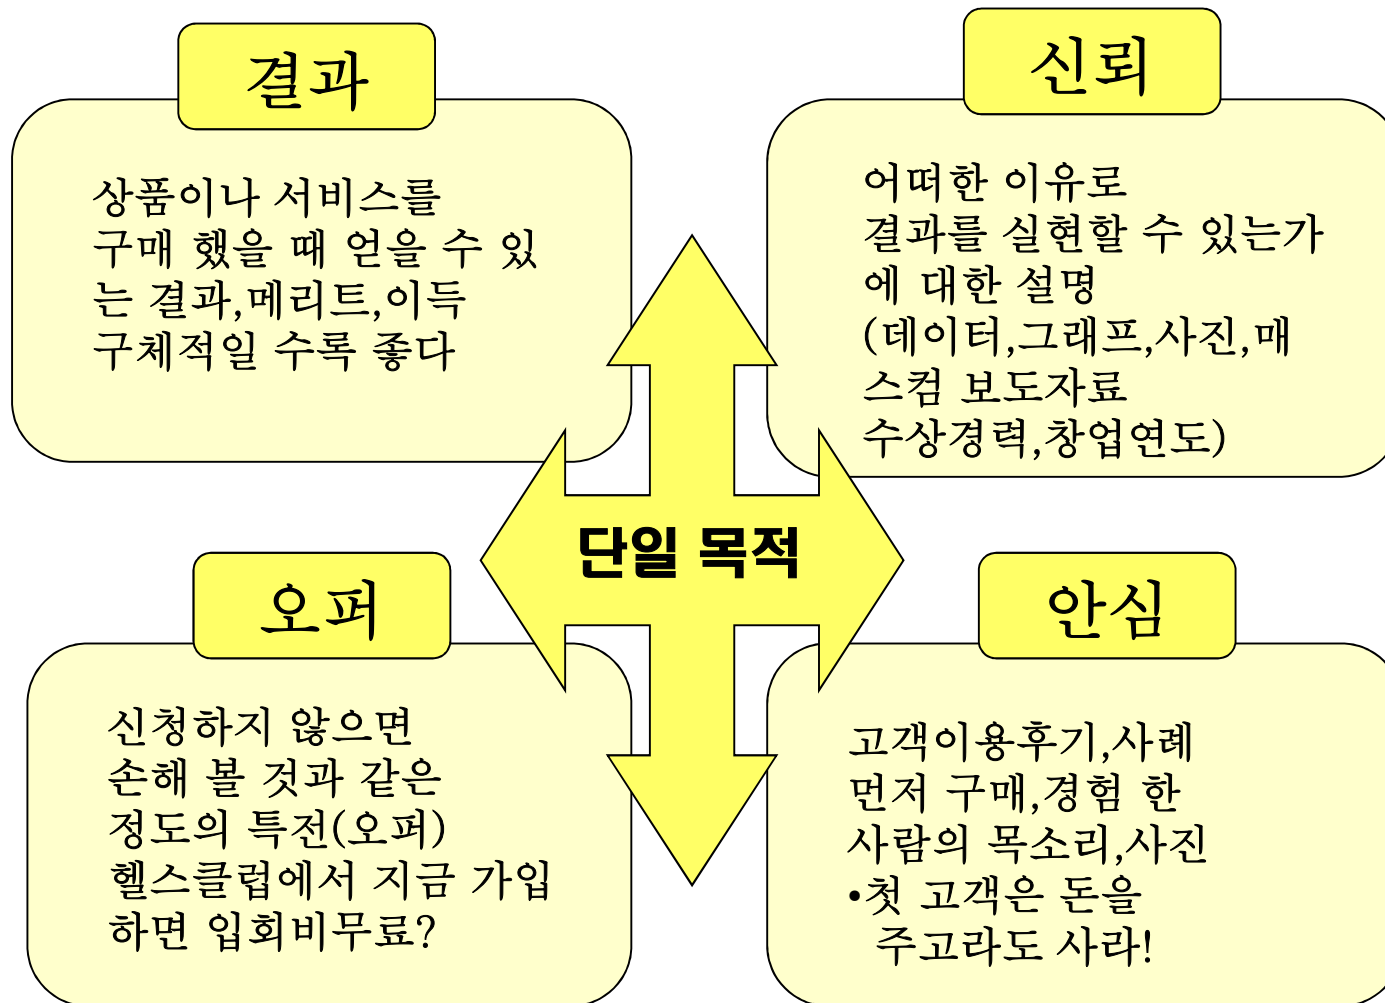 결과
상품이나 서비스를
구매 했을 때 얻을 수 있
는 결과,메리트,이득
구체적일 수록 좋다
신뢰
어떠한 이유로
결과를 실현할 수 있는가
에 대한 설명
(데이터,그래프,사진,매
스컴 보도자료
수상경력,창업연도)
단일 목적
오퍼
신청하지 않으면
손해 볼 것과 같은
정도의 특전(오퍼)
헬스클럽에서 지금 가입
하면 입회비무료?
안심
고객이용후기,사례
먼저 구매,경험 한
사람의 목소리,사진
•첫 고객은 돈을
주고라도 사라!